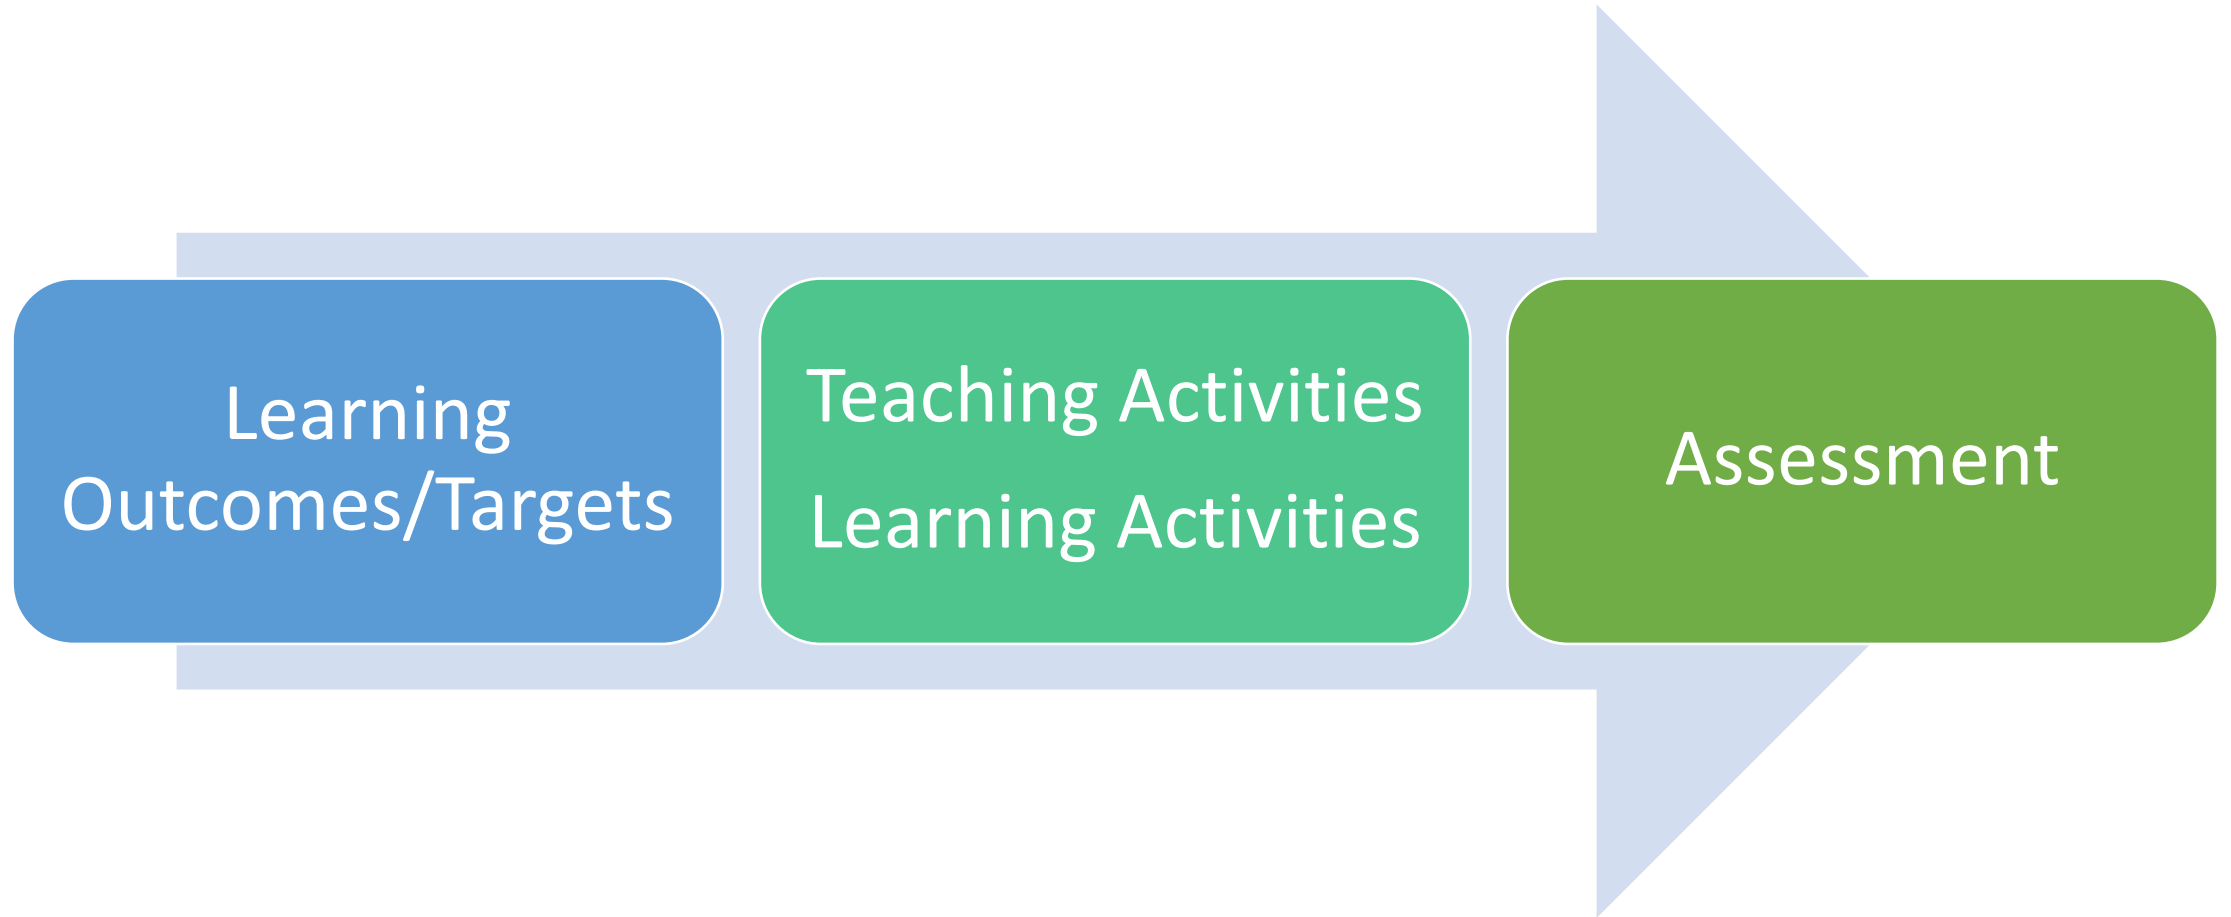 Learning
Outcomes/Targets
Teaching Activities
Learning Activities
Assessment